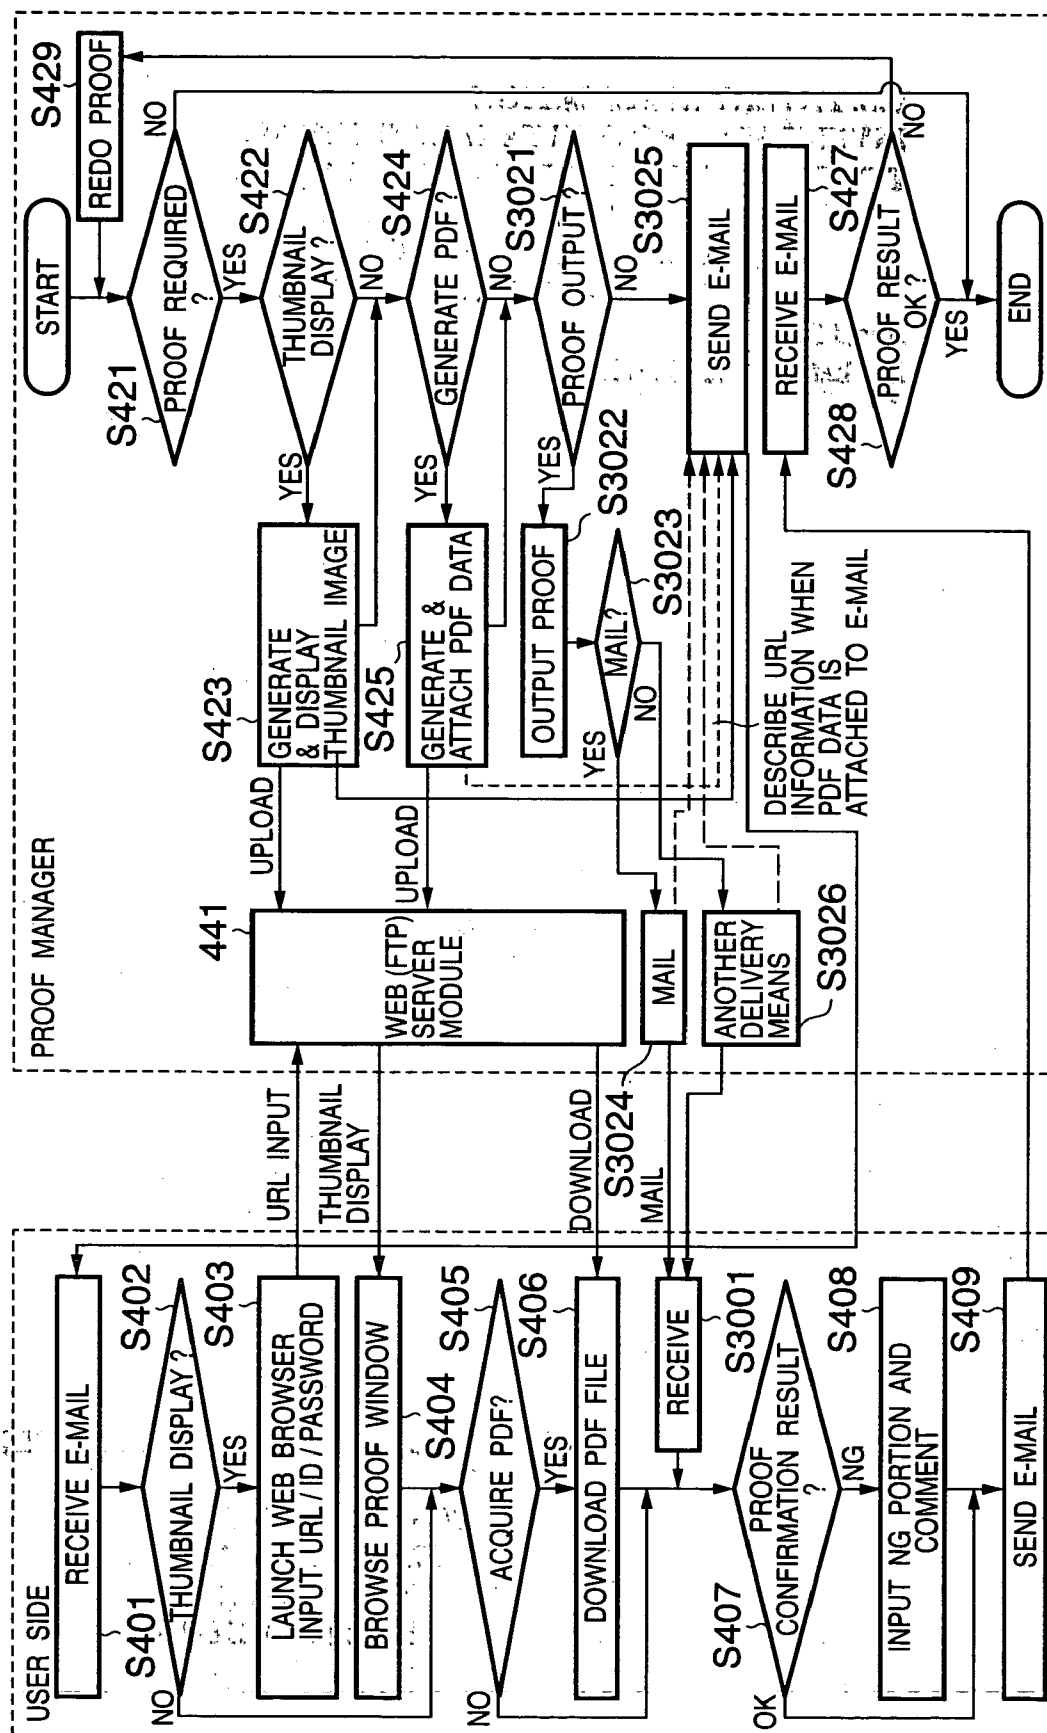 USER SIDE
RECEIVE E-MAIL
S401
THUMBNAIL DISPLAY ?
S402
NO
YES
LAUNCH WEB BROWSER
INPUT URL / ID / PASSWORD
S403
BROWSE PROOF WINDOW
S404
ACQUIRE PDF?
S405
NO
YES
DOWNLOAD PDF FILE
S406
RECEIVE
S3001
PROOF
CONFIRMATION RESULT
?
S407
OK
NG
INPUT NG PORTION AND
COMMENT
S408
SEND E-MAIL
S409
URL INPUT
THUMBNAIL
DISPLAY
DOWNLOAD
MAIL
PROOF MANAGER
441
WEB (FTP)
SERVER
MODULE
UPLOAD
UPLOAD
MAIL
S3024
ANOTHER
DELIVERY
MEANS
S3026
S423
GENERATE
& DISPLAY
THUMBNAIL IMAGE
S425
GENERATE &
ATTACH PDF DATA
OUTPUT PROOF
S3022
MAIL?
S3023
YES
NO
DESCRIBE URL
INFORMATION WHEN
PDF DATA IS
ATTACHED TO E-MAIL
START
REDO PROOF
S429
S421
PROOF REQUIRED
?
NO
YES
THUMBNAIL
DISPLAY?
S422
YES
NO
GENERATE PDF ?
S424
YES
NO
PROOF OUTPUT ?
S3021
YES
NO
SEND E-MAIL
S3025
RECEIVE E-MAIL
S427
PROOF RESULT
OK ?
S428
NO
YES
END